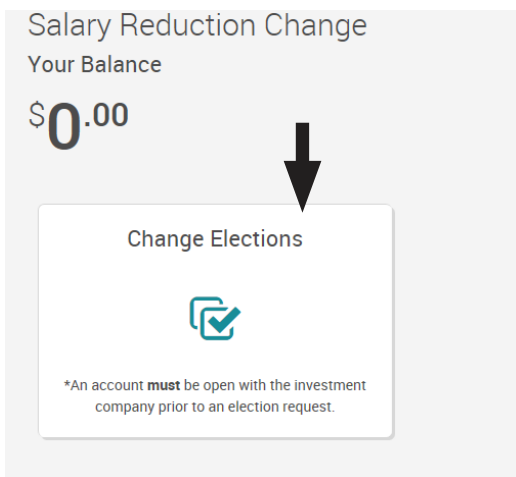 Salary Reduction Change
Your Balance
$0.00
Change Elections
*An account must be open with the investment
company prior to an election request.